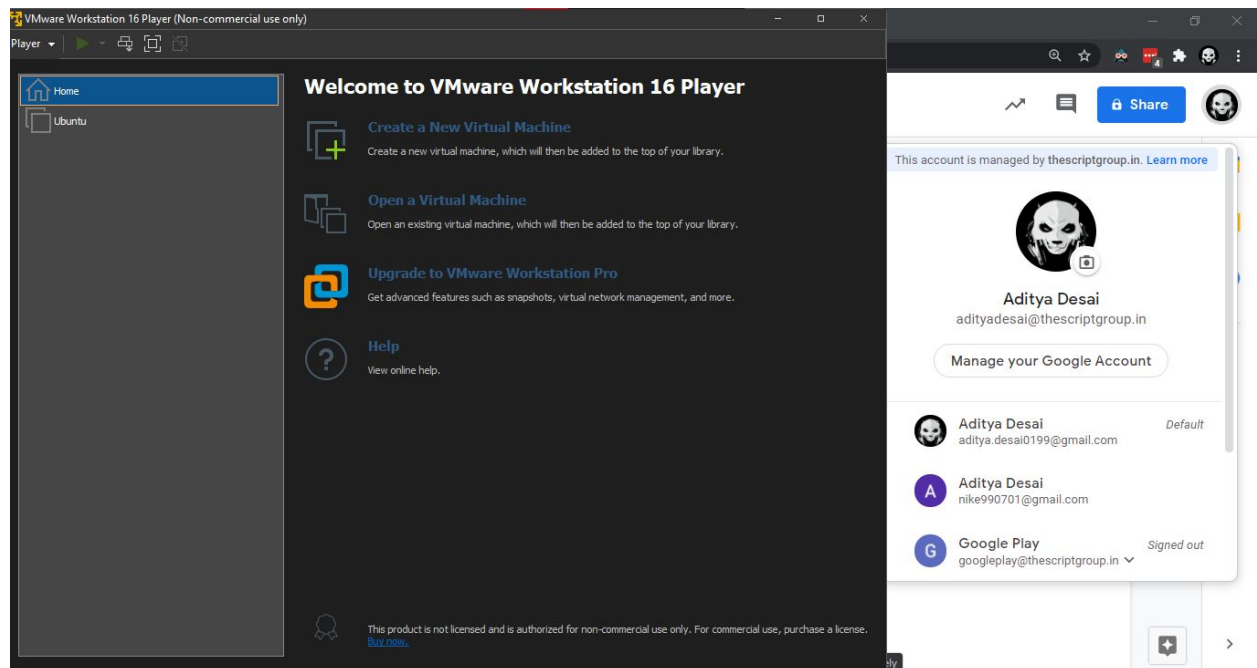 VMware Workstation 16 Player (Non-commercial use only)
Player
Home
Ubuntu
Welcome to VMware Workstation 16 Player
Create a New Virtual Machine
Create a new virtual machine, which will then be added to the top of your library.
Open a Virtual Machine
Open an existing virtual machine, which will then be added to the top of your library.
Upgrade to VMware Workstation Pro
Get advanced features such as snapshots, virtual network management, and more.
Help
View online help.
This product is not licensed and is authorized for non-commercial use only. For commercial use, purchase a license.
Buy now.
4
Share
This account is managed by thescriptgroup.in. Learn more
Aditya Desai
adityadesai@thescriptgroup.in
Manage your Google Account
Aditya Desai
Default
aditya.desai0199@gmail.com
A
Aditya Desai
nike990701@gmail.com
G
Google Play
Signed out
googleplay@thescriptgroup.in
ely